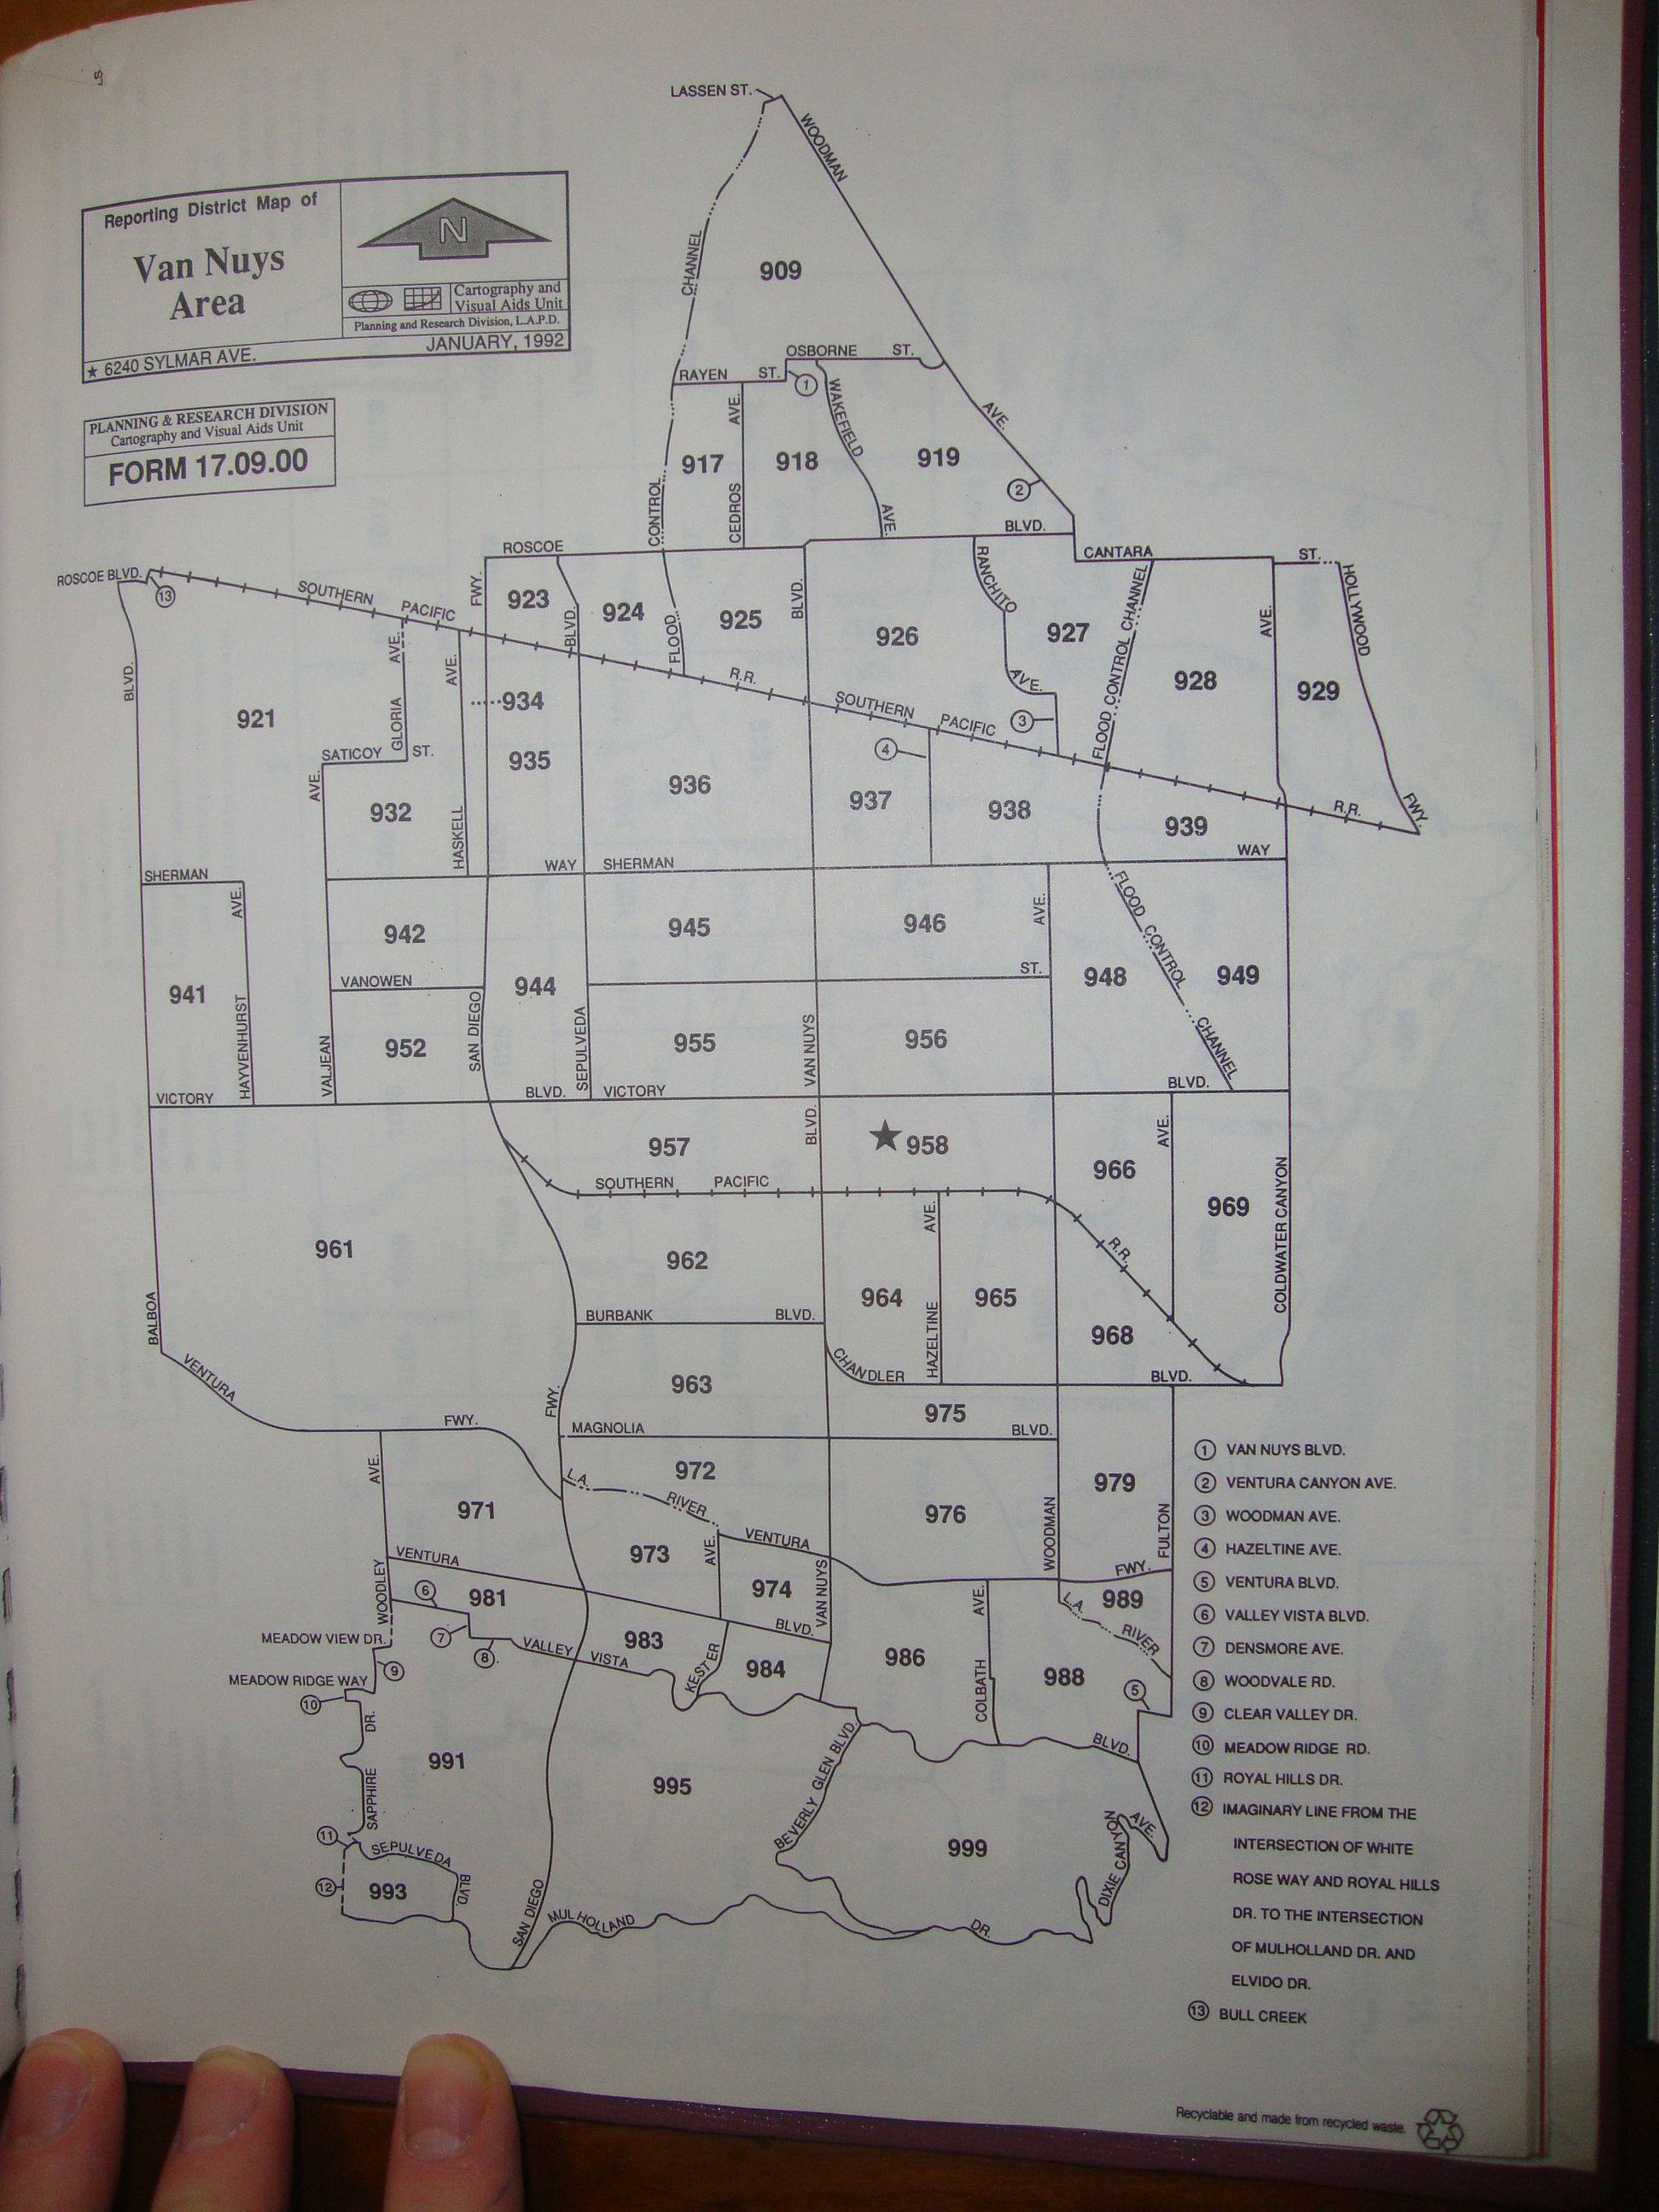 LS
LASSEN ST.
WOODMAN
Reporting District Map of
Van Nuys
Area
N
Cartography and
Visual Aids Unit
Planning and Research Division, L.A.P.D.
★ 6240 SYLMAR AVE.
JANUARY, 1992
PLANNING & RESEARCH DIVISION
Cartography and Visual Aids Unit
FORM 17.09.00
CHANNEL
909
OSBORNE ST.
RAYEN ST.
1
WAKEFIELD
AVE.
AVE.
917
918
919
2
CONTROL
CEDROS
AVE.
BLVD.
ROSCOE
CANTARA
ST.
ROSCOE BLVD.
13
SOUTHERN PACIFIC
FWY.
923
BLVD.
924
FLOOD
925
BLVD.
926
RANCHITO
AVE.
927
FLOOD CONTROL CHANNEL
AVE.
HOLLYWOOD
928
929
BLVD.
921
AVE.
GLORIA
AVE.
934
R.R.
SOUTHERN PACIFIC
3
SATICOY ST.
935
936
4
937
938
939
R.R.
FWY.
AVE.
932
HASKELL
SHERMAN
WAY SHERMAN
WAY
AVE.
942
945
946
AVE.
FLOOD CONTROL
CHANNEL
VANOWEN
ST.
941
944
948
949
HAYVENHURST
VALJEAN
952
SAN DIEGO
SEPULVEDA
955
VAN NUYS
956
VICTORY
BLVD. VICTORY
BLVD.
957
BLVD.
★ 958
AVE.
966
SOUTHERN PACIFIC
969
COLDWATER CANYON
961
962
AVE.
R.R.
964
965
BALBOA
BURBANK BLVD.
HAZELTINE
968
VENTURA
963
CHANDLER
BLVD.
FWY.
FWY.
975
MAGNOLIA
BLVD.
AVE.
972
L.A.
RIVER
979
971
976
WOODMAN
FULTON
973
AVE.
VENTURA
VENTURA
FWY.
WOODLEY
6
981
974
VAN NUYS
AVE.
989
L.A.
RIVER
BLVD.
MEADOW VIEW DR.
7
8
VALLEY VISTA
983
KESTER
984
986
9
MEADOW RIDGE WAY
10
COLBATH
988
5
DR.
BLVD.
991
995
BEVERLY GLEN BLVD.
SAPPHIRE
11
SEPULVEDA
BLVD.
12
993
999
DIXIE CANYON
AVE.
SAN DIEGO
MULHOLLAND
DR.
1 VAN NUYS BLVD.
2 VENTURA CANYON AVE.
3 WOODMAN AVE.
4 HAZELTINE AVE.
5 VENTURA BLVD.
6 VALLEY VISTA BLVD.
7 DENSMORE AVE.
8 WOODVALE RD.
9 CLEAR VALLEY DR.
10 MEADOW RIDGE RD.
11 ROYAL HILLS DR.
12 IMAGINARY LINE FROM THE
INTERSECTION OF WHITE
ROSE WAY AND ROYAL HILLS
DR. TO THE INTERSECTION
OF MULHOLLAND DR. AND
ELVIDO DR.
13 BULL CREEK
Recyclable and made from recycled waste.